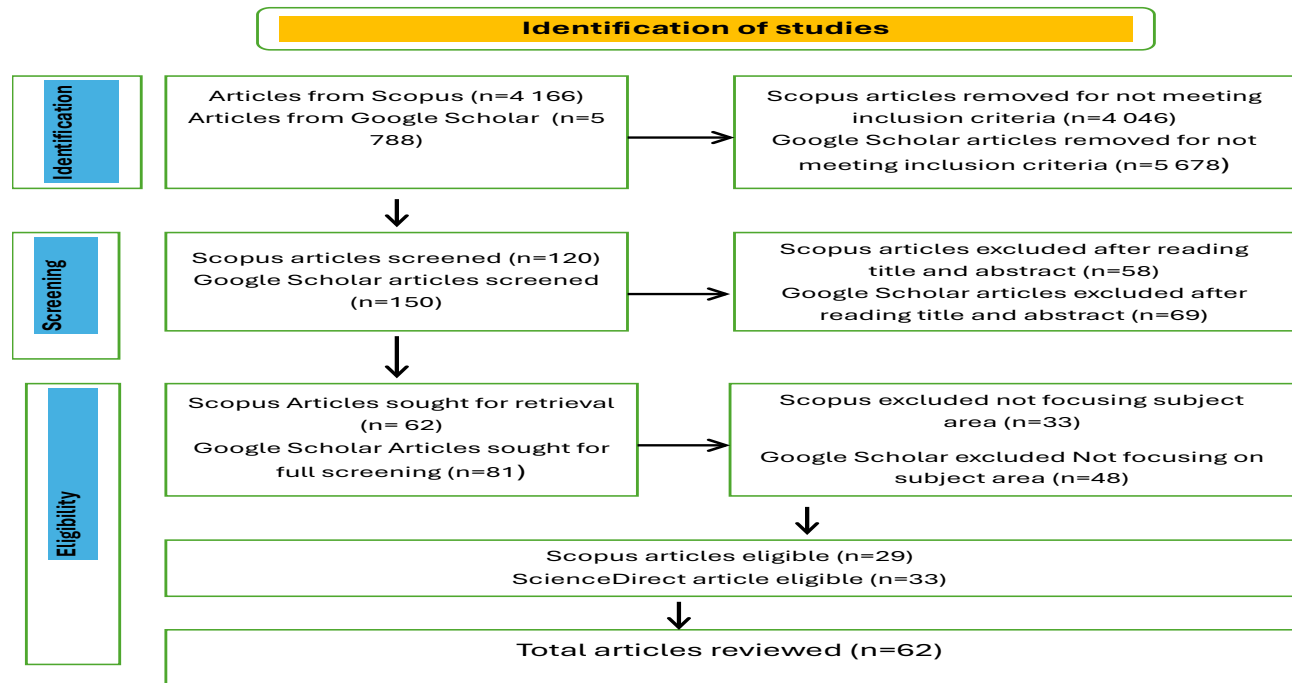 Identification of studies
Identification
Articles from Scopus (n=4 166)
Articles from Google Scholar (n=5
788)
Scopus articles removed for not meeting
inclusion criteria (n=4 046)
Google Scholar articles removed for not
meeting inclusion criteria (n=5 678)
Screening
Scopus articles screened (n=120)
Google Scholar articles screened
(n=150)
Scopus articles excluded after reading
title and abstract (n=58)
Google Scholar articles excluded after
reading title and abstract (n=69)
Eligibility
Scopus Articles sought for retrieval
(n= 62)
Google Scholar Articles sought for
full screening (n=81)
Scopus excluded not focusing subject
area (n=33)
Google Scholar excluded Not focusing on
subject area (n=48)
Scopus articles eligible (n=29)
ScienceDirect article eligible (n=33)
Total articles reviewed (n=62)